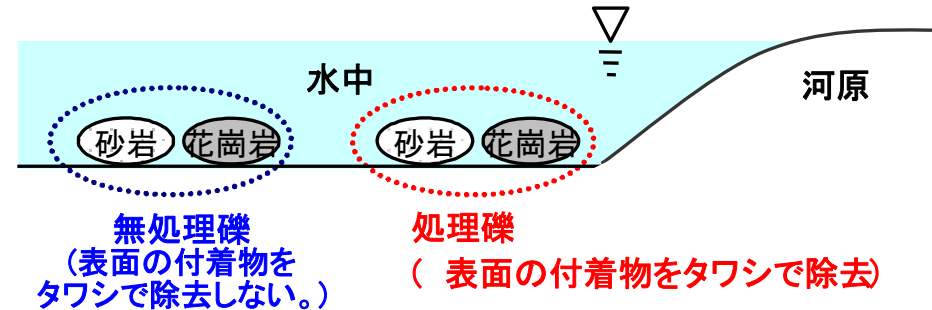 水中
河原
砂岩 花崗岩 砂岩 花崗岩
無処理礫
(表面の付着物を
タワシで除去しない。)
処理礫
( 表面の付着物をタワシで除去)